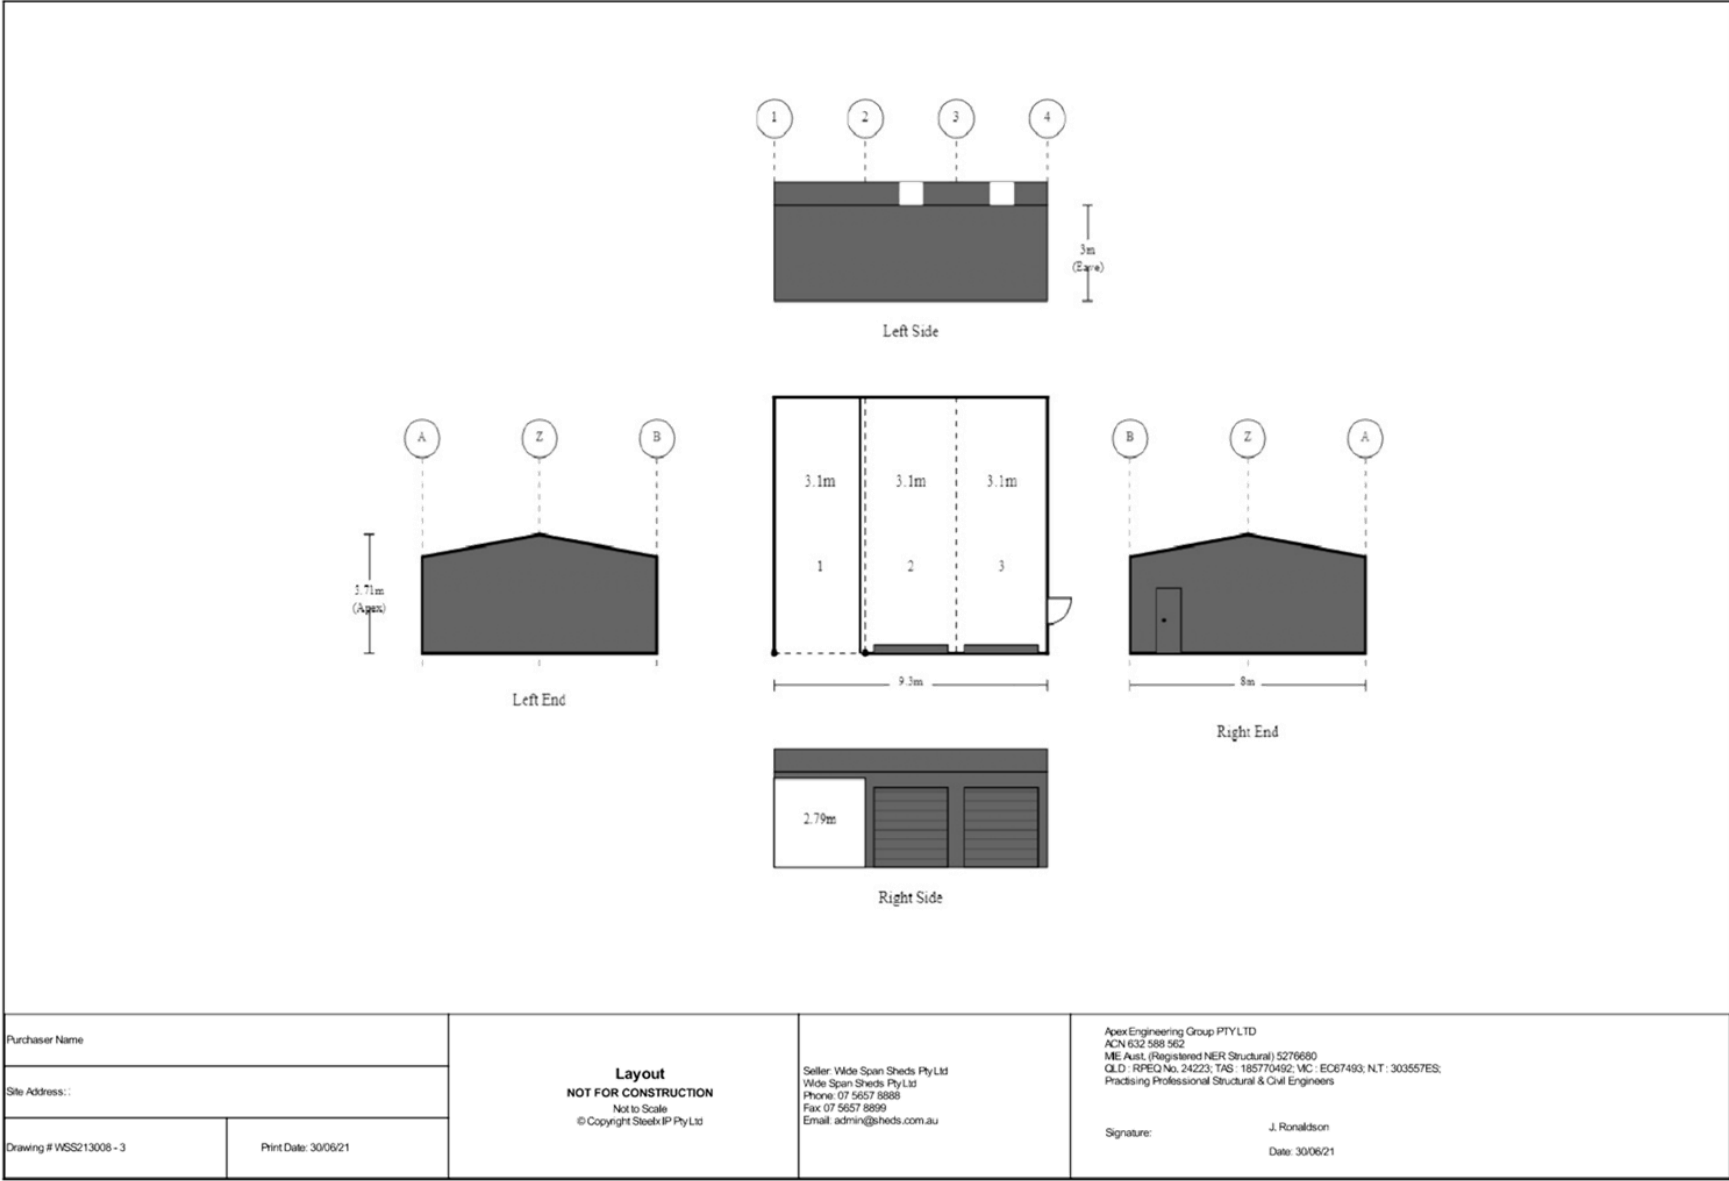 1 2 3 4
3m
(Eave)
Left Side
A Z B
3.1m 3.1m 3.1m
1 2 3
B Z A
3.71m
(Apex)
9.3m
8m
Left End
Right End
2.79m
Right Side
Purchaser Name
Site Address: :
Drawing # WSS213008 - 3
Print Date: 30/06/21
Layout
NOT FOR CONSTRUCTION
Not to Scale
© Copyright Steelx IP Pty Ltd
Seller: Wide Span Sheds Pty Ltd
Wide Span Sheds Pty Ltd
Phone: 07 5657 8888
Fax: 07 5657 8899
Email: admin@sheds.com.au
Apex Engineering Group PTY LTD
ACN 632 588 562
MIE Aust, (Registered NER Structural) 5276680
QLD : RPEQ No. 24223; TAS : 185770492; VIC : EC67493; N.T : 303557ES;
Practising Professional Structural & Civil Engineers
Signature:
J. Ronaldson
Date: 30/06/21